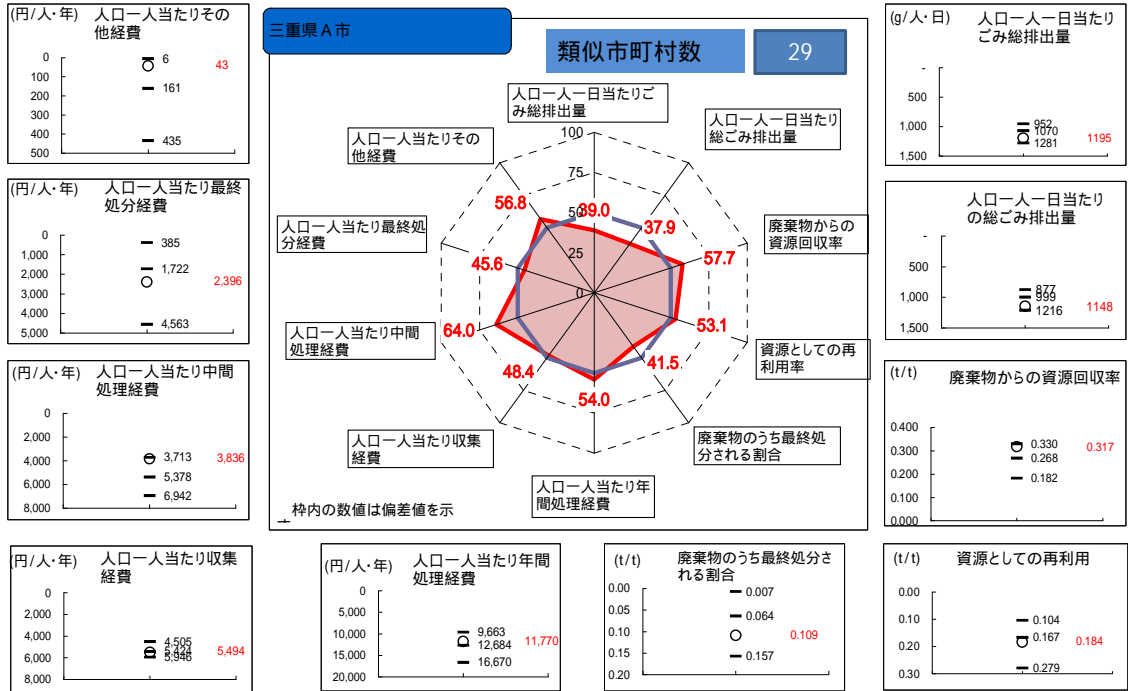 (円/人・年)
人口一人当たりその
他経費
0
100
200
300
400
500
6
161
435
43
(円/人・年)
人口一人当たり最終
処分経費
0
1,000
2,000
3,000
4,000
5,000
385
1,722
4,563
2,396
(円/人・年)
人口一人当たり中間
処理経費
0
2,000
4,000
6,000
8,000
3,713
5,378
6,942
3,836
(円/人・年)
人口一人当たり収集
経費
0
2,000
4,000
6,000
8,000
4,505
5,424
5,946
5,494
三重県A市
類似市町村数
29
人口一人一日当たりご
み総排出量
人口一人一日当たり
総ごみ排出量
廃棄物からの
資源回収率
資源としての再
利用率
廃棄物のうち最終処
分される割合
人口一人当たり年
間処理経費
人口一人当たり収集
経費
人口一人当たり中間
処理経費
人口一人当たり最終処
分経費
人口一人当たりその
他経費
100
75
50
25
0
39.0
37.9
57.7
53.1
41.5
54.0
48.4
64.0
45.6
56.8
枠内の数値は偏差値を示
(円/人・年)
人口一人当たり年間
処理経費
0
5,000
10,000
15,000
20,000
9,663
12,684
16,670
11,770
(t/t)
廃棄物のうち最終処分さ
れる割合
0.00
0.05
0.10
0.15
0.20
0.007
0.064
0.157
0.109
(g/人・日)
人口一人一日当たり
ごみ総排出量
-
500
1,000
1,500
952
1070
1281
1195
人口一人一日当たり
の総ごみ排出量
-
500
1,000
1,500
877
999
1216
1148
(t/t)
廃棄物からの資源回収率
0.400
0.300
0.200
0.100
0.000
0.330
0.268
0.182
0.317
(t/t)
資源としての再利用
0.00
0.10
0.20
0.30
0.104
0.167
0.279
0.184